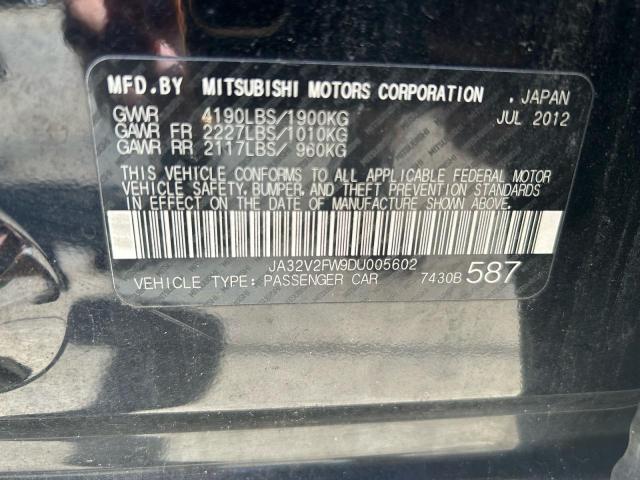 MFD.BY MITSUBISHI MOTORS CORPORATION . JAPAN
GWVR 4190LBS/1900KG JUL 2012
GAWR FR 2227LBS/1010KG
GAWR RR 2117LBS/ 960KG
THIS VEHICLE CONFORMS TO ALL APPLICABLE FEDERAL MOTOR
VEHICLE SAFETY, BUMPER, AND THEFT PREVENTION STANDARDS
IN EFFECT ON THE DATE OF MANUFACTURE SHOWN ABOVE.
JA32V2FW9DU005602
VEHICLE TYPE: PASSENGER CAR 7430B 587